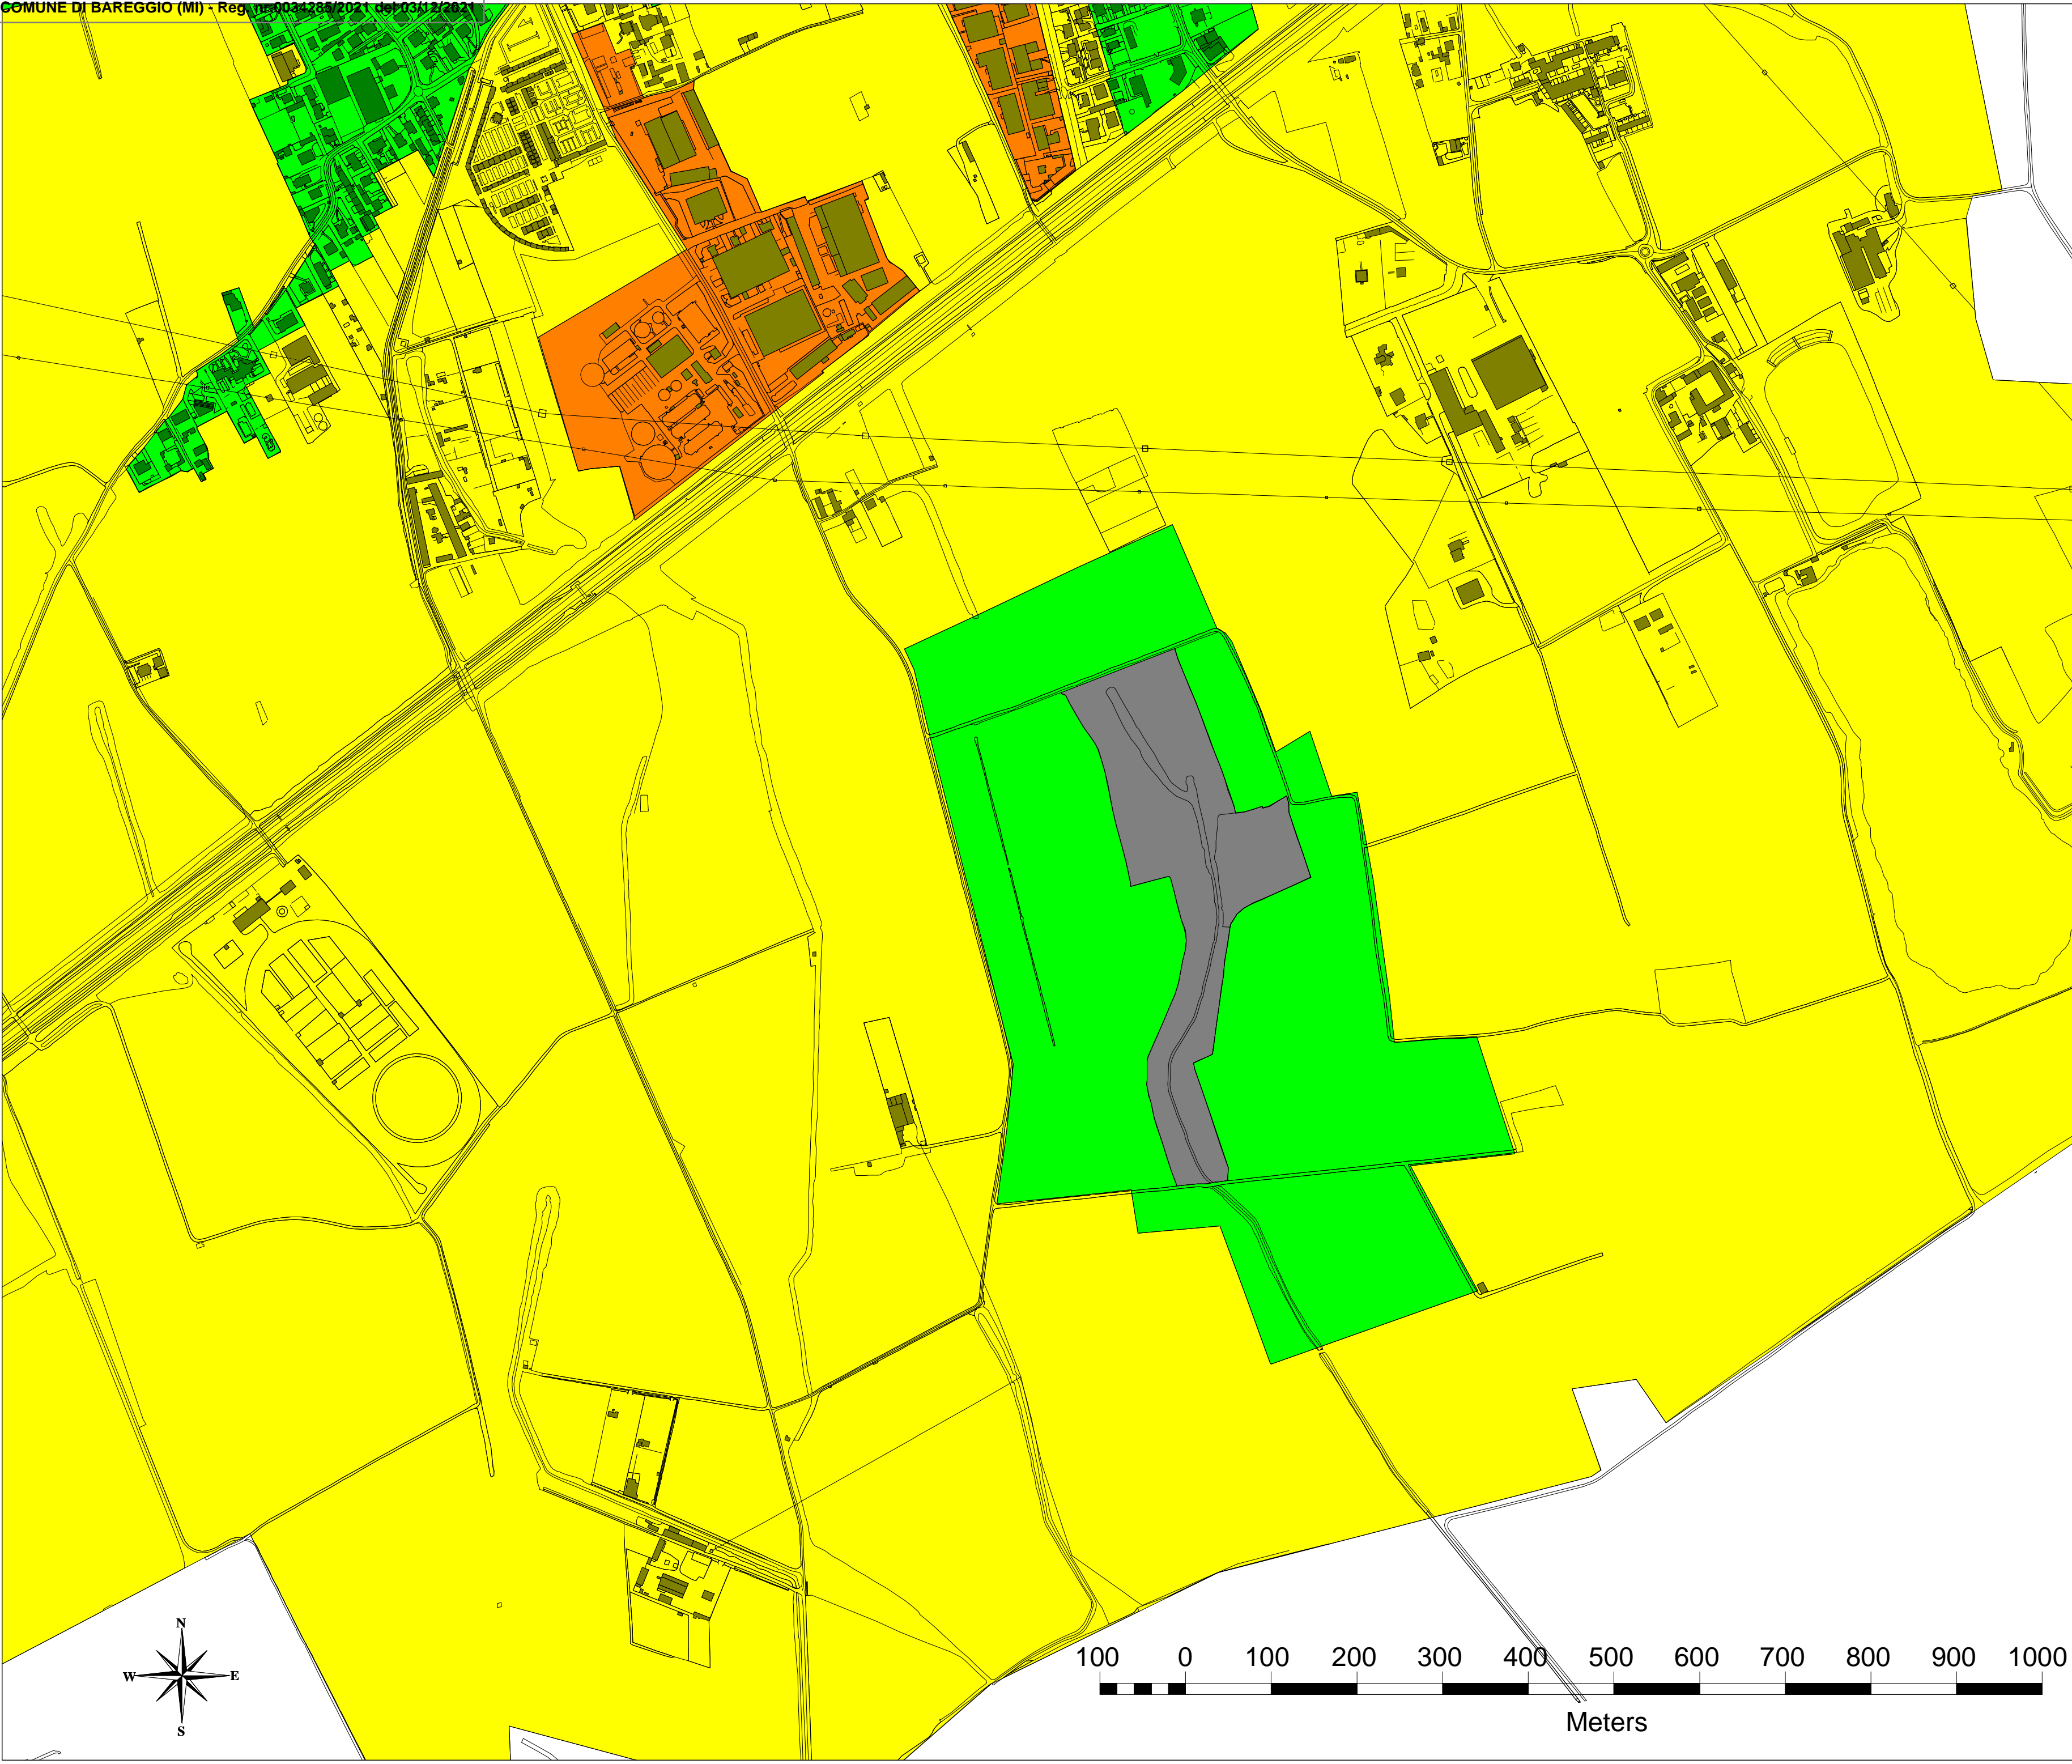 COMUNE DI BAREGGIO (MI) - Reg. nr.0034285/2021 del 03/12/2021
N
W E
S
100 0 100 200 300 400 500 600 700 800 900 1000
Meters